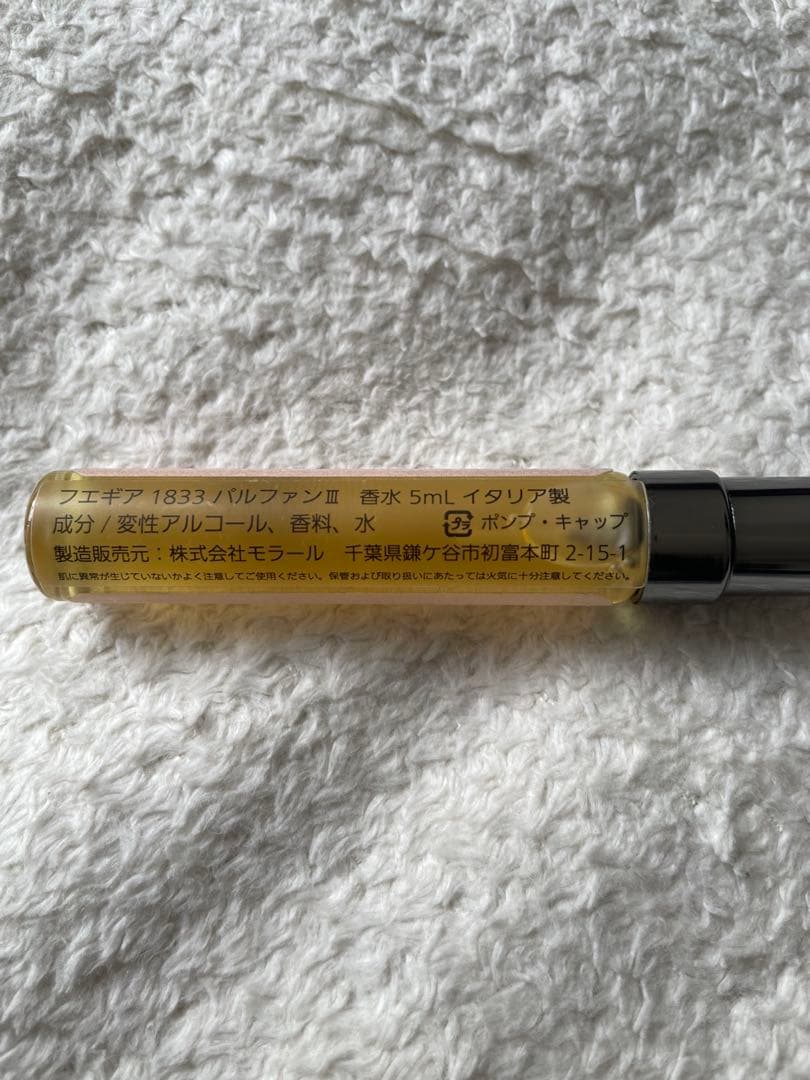 フエギア 1833 パルファンⅢ 香水 5mL イタリア製
成分 / 変性アルコール、香料、水 プラ ポンプ・キャップ
製造販売元：株式会社モラール 千葉県鎌ケ谷市初富本町 2-15-1
肌に異常が生じていないかよく注意してご使用ください。保管および取り扱いにあたっては火気に十分注意してください。